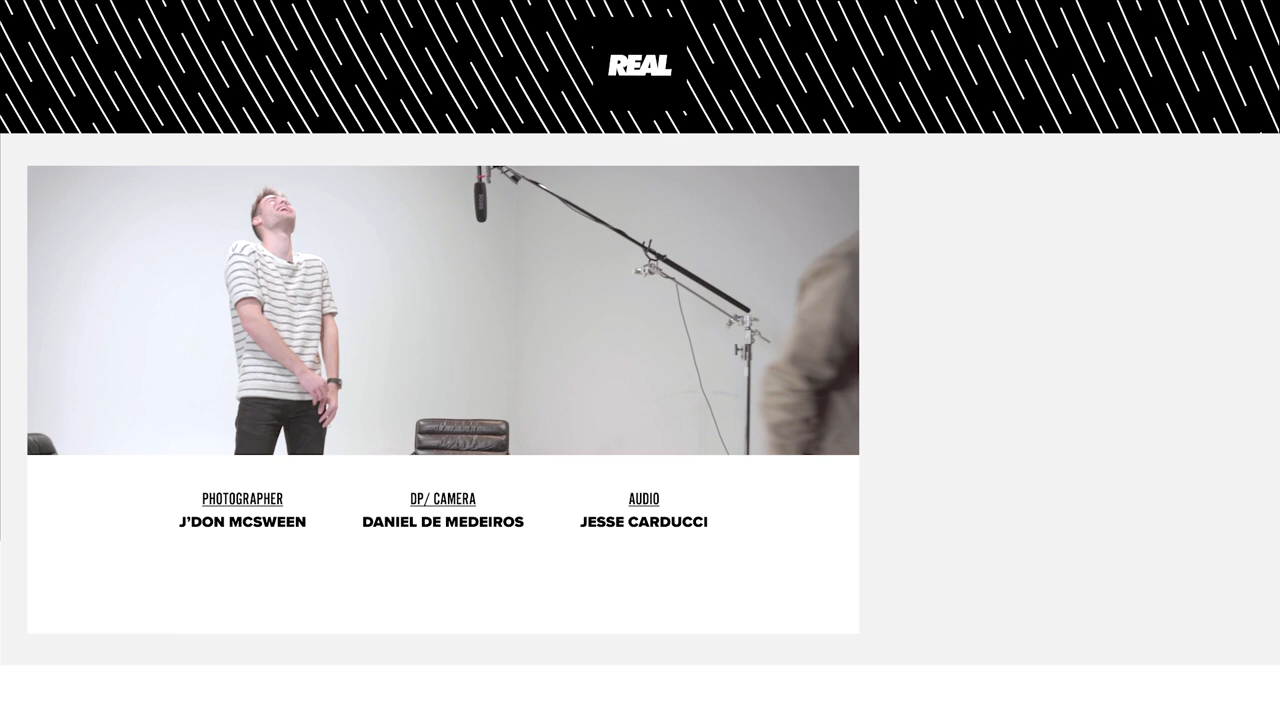 REAL
PHOTOGRAPHER
J’DON MCSWEEN
DP/ CAMERA
DANIEL DE MEDEIROS
AUDIO
JESSE CARDUCCI